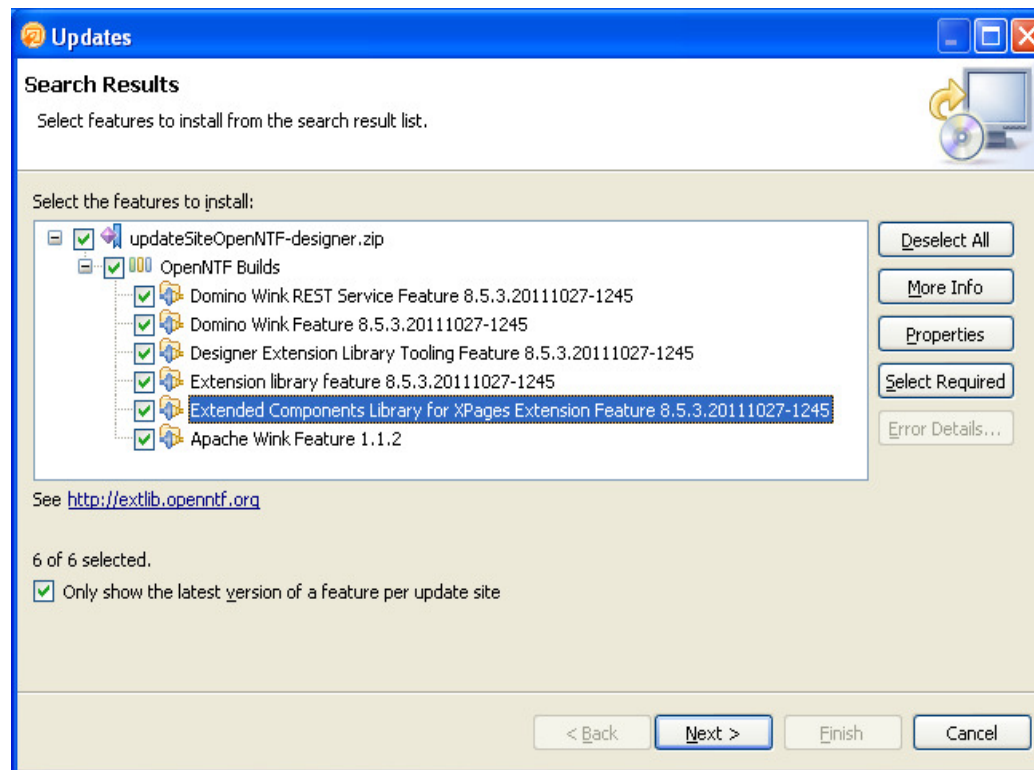 Updates
Search Results
Select features to install from the search result list.
Select the features to install:
updateSiteOpenNTF-designer.zip
OpenNTF Builds
Domino Wink REST Service Feature 8.5.3.20111027-1245
Domino Wink Feature 8.5.3.20111027-1245
Designer Extension Library Tooling Feature 8.5.3.20111027-1245
Extension library feature 8.5.3.20111027-1245
Extended Components Library for XPages Extension Feature 8.5.3.20111027-1245
Apache Wink Feature 1.1.2
Deselect All
More Info
Properties
Select Required
Error Details...
See http://extlib.openntf.org
6 of 6 selected.
Only show the latest version of a feature per update site
< Back
Next >
Finish
Cancel